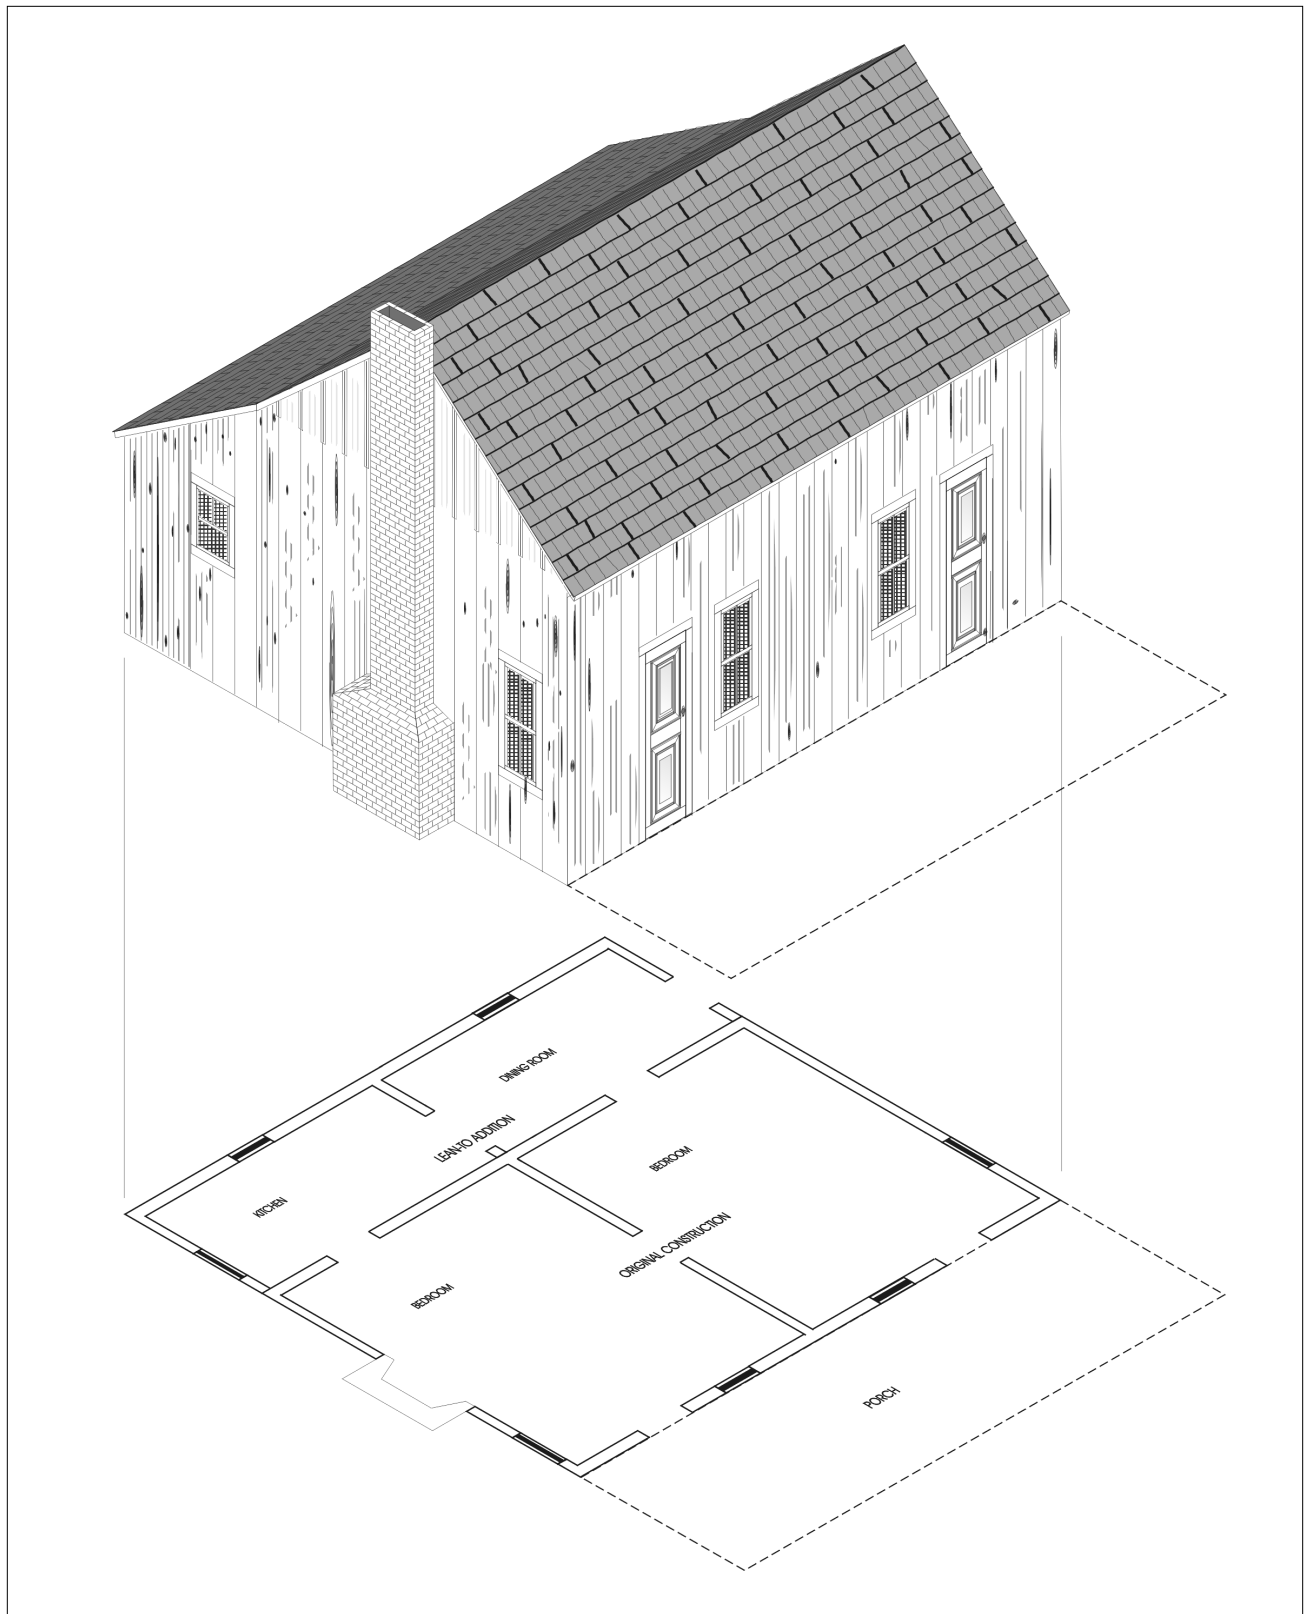 DINING ROOM
LEAN-TO ADDITION
BEDROOM
KITCHEN
ORIGINAL CONSTRUCTION
BEDROOM
PORCH